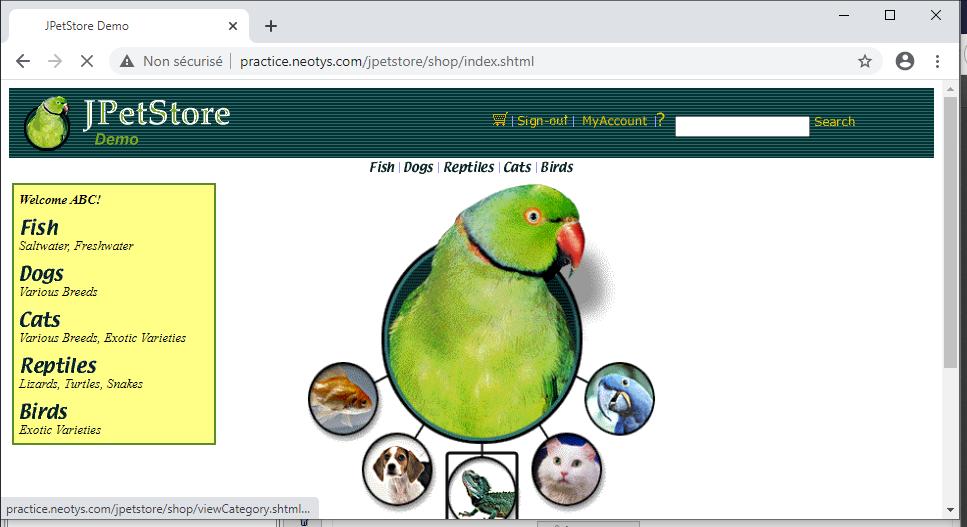 JPetStore Demo
Non sécurisé | practice.neotys.com/jpetstore/shop/index.shtml
JPetStore
Demo
| Sign-out | MyAccount | ? Search
Fish | Dogs | Reptiles | Cats | Birds
Welcome ABC!
Fish
Saltwater, Freshwater
Dogs
Various Breeds
Cats
Various Breeds, Exotic Varieties
Reptiles
Lizards, Turtles, Snakes
Birds
Exotic Varieties
practice.neotys.com/jpetstore/shop/viewCategory.shtml...